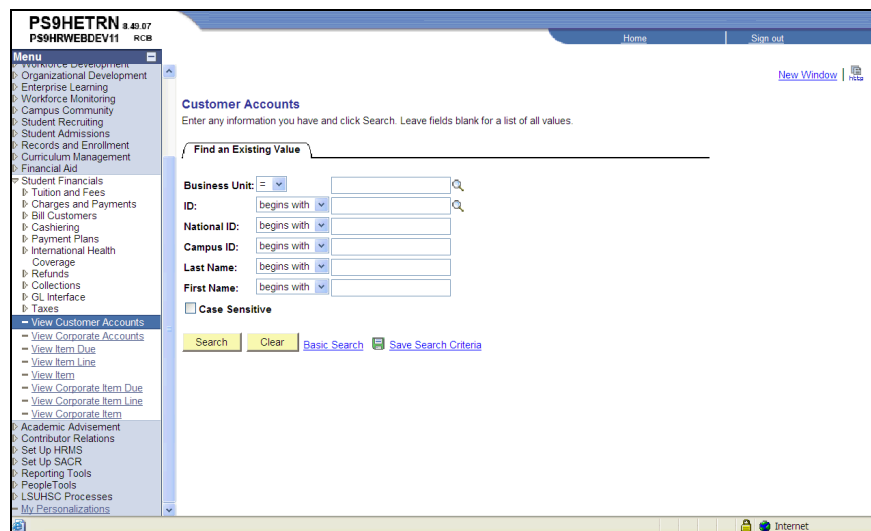 PS9HETRN 8.49.07
PS9HRWEBDEV11 RCB
Home
Sign out
Menu
Workforce Development
Organizational Development
Enterprise Learning
Workforce Monitoring
Campus Community
Student Recruiting
Student Admissions
Records and Enrollment
Curriculum Management
Financial Aid
Student Financials
Tuition and Fees
Charges and Payments
Bill Customers
Cashiering
Payment Plans
International Health
Coverage
Refunds
Collections
GL Interface
Taxes
View Customer Accounts
View Corporate Accounts
View Item Due
View Item Line
View Item
View Corporate Item Due
View Corporate Item Line
View Corporate Item
Academic Advisement
Contributor Relations
Set Up HRMS
Set Up SACR
Reporting Tools
PeopleTools
LSUHSC Processes
My Personalizations
New Window
http
Customer Accounts
Enter any information you have and click Search. Leave fields blank for a list of all values.
Find an Existing Value
Business Unit: =
ID: begins with
National ID: begins with
Campus ID: begins with
Last Name: begins with
First Name: begins with
Case Sensitive
Search Clear Basic Search Save Search Criteria
Internet